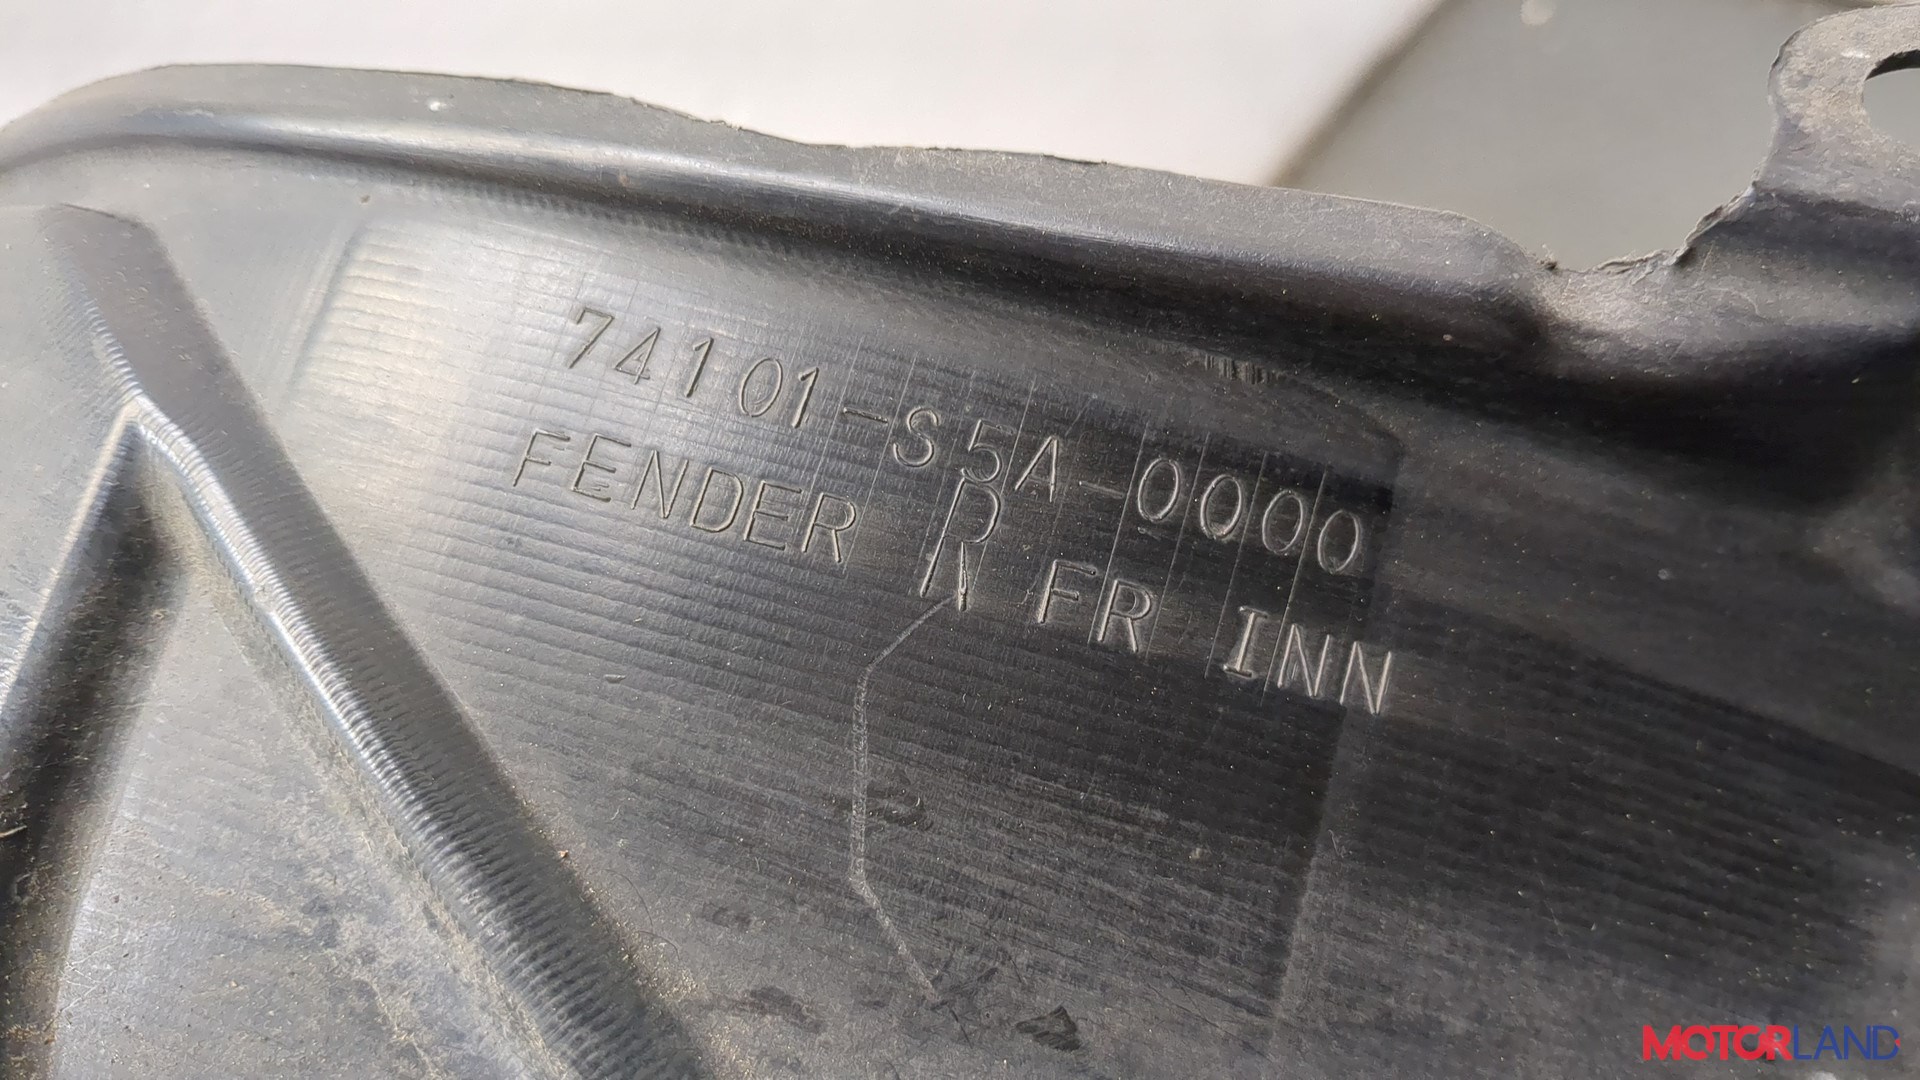 74101-S5A-0000
FENDER R FR INN
MOTORLAND